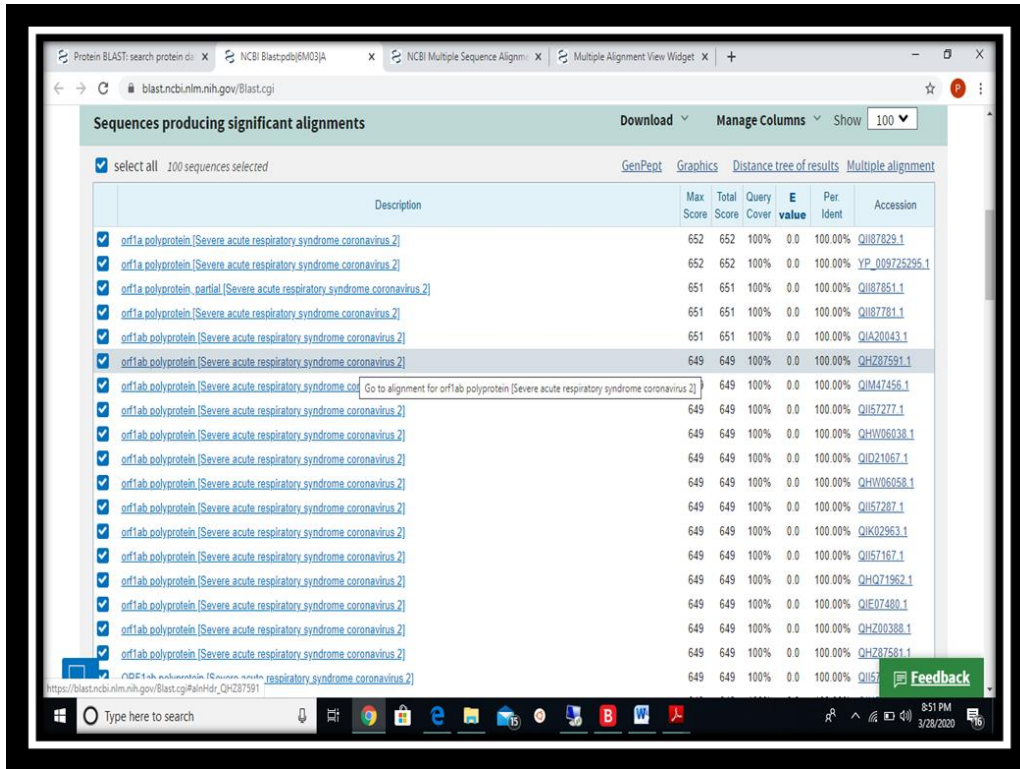 Protein BLAST: search protein da X NCBI Blast:pdb|6M03|A X NCBI Multiple Sequence Alignme X Multiple Alignment View Widget X +
blast.ncbi.nlm.nih.gov/Blast.cgi P
Sequences producing significant alignments Download Manage Columns Show 100
select all 100 sequences selected GenPept Graphics Distance tree of results Multiple alignment
Description Max Score Total Score Query Cover E value Per. Ident Accession
orf1a polyprotein [Severe acute respiratory syndrome coronavirus 2] 652 652 100% 0.0 100.00% QII87829.1
orf1a polyprotein [Severe acute respiratory syndrome coronavirus 2] 652 652 100% 0.0 100.00% YP_009725295.1
orf1a polyprotein, partial [Severe acute respiratory syndrome coronavirus 2] 651 651 100% 0.0 100.00% QII87851.1
orf1a polyprotein [Severe acute respiratory syndrome coronavirus 2] 651 651 100% 0.0 100.00% QII87781.1
orf1ab polyprotein [Severe acute respiratory syndrome coronavirus 2] 651 651 100% 0.0 100.00% QIA20043.1
orf1ab polyprotein [Severe acute respiratory syndrome coronavirus 2] 649 649 100% 0.0 100.00% QHZ87591.1
orf1ab polyprotein [Severe acute respiratory syndrome 649 100% 0.0 100.00% QIM47456.1
Go to alignment for orf1ab polyprotein [Severe acute respiratory syndrome coronavirus 2]
orf1ab polyprotein [Severe acute respiratory syndrome coronavirus 2] 649 649 100% 0.0 100.00% QII57277.1
orf1ab polyprotein [Severe acute respiratory syndrome coronavirus 2] 649 649 100% 0.0 100.00% QHW06038.1
orf1ab polyprotein [Severe acute respiratory syndrome coronavirus 2] 649 649 100% 0.0 100.00% QID21067.1
orf1ab polyprotein [Severe acute respiratory syndrome coronavirus 2] 649 649 100% 0.0 100.00% QHW06058.1
orf1ab polyprotein [Severe acute respiratory syndrome coronavirus 2] 649 649 100% 0.0 100.00% QII57287.1
orf1ab polyprotein [Severe acute respiratory syndrome coronavirus 2] 649 649 100% 0.0 100.00% QIK02963.1
orf1ab polyprotein [Severe acute respiratory syndrome coronavirus 2] 649 649 100% 0.0 100.00% QII57167.1
orf1ab polyprotein [Severe acute respiratory syndrome coronavirus 2] 649 649 100% 0.0 100.00% QHQ71962.1
orf1ab polyprotein [Severe acute respiratory syndrome coronavirus 2] 649 649 100% 0.0 100.00% QIE07480.1
orf1ab polyprotein [Severe acute respiratory syndrome coronavirus 2] 649 649 100% 0.0 100.00% QHZ00388.1
orf1ab polyprotein [Severe acute respiratory syndrome coronavirus 2] 649 649 100% 0.0 100.00% QHZ87581.1
respiratory syndrome coronavirus 2] 649 649 100% 0.0 100.00% QII57
Feedback
https://blast.ncbi.nlm.nih.gov/Blast.cgi#alnHdr_QHZ87591
Type here to search 15 B W 8:51 PM
3/28/2020 16